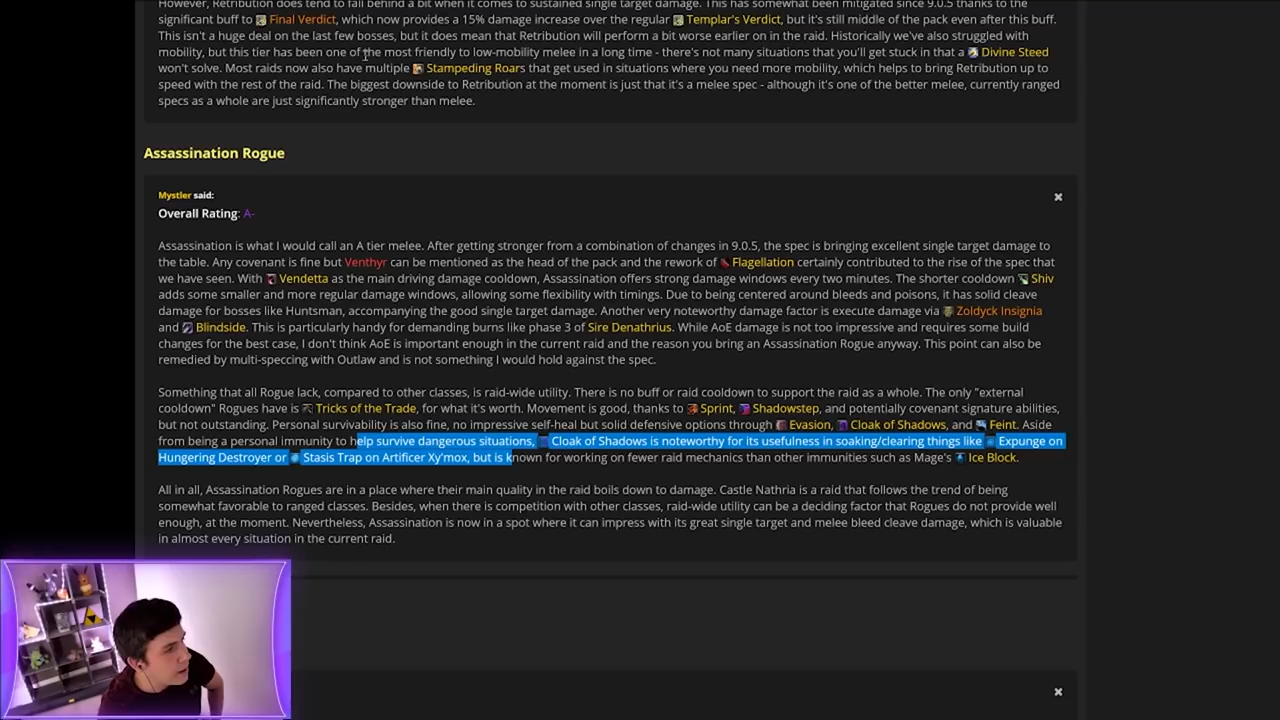 However, Retribution does tend to fall behind a bit when it comes to sustained single target damage. This has somewhat been mitigated since 9.0.5 thanks to the
significant buff to Final Verdict, which now provides a 15% damage increase over the regular Templar's Verdict, but it's still middle of the pack even after this buff.
This isn't a huge deal on the last few bosses, but it does mean that Retribution will perform a bit worse earlier on in the raid. Historically we've also struggled with
mobility, but this tier has been one of the most friendly to low-mobility melee in a long time - there's not many situations that you'll get stuck in that a Divine Steed
won't solve. Most raids now also have multiple Stampeding Roars that get used in situations where you need more mobility, which helps to bring Retribution up to
speed with the rest of the raid. The biggest downside to Retribution at the moment is just that it's a melee spec - although it's one of the better melee, currently ranged
specs as a whole are just significantly stronger than melee.
Assassination Rogue
Mystler said:
Overall Rating: A-
Assassination is what I would call an A tier melee. After getting stronger from a combination of changes in 9.0.5, the spec is bringing excellent single target damage to
the table. Any covenant is fine but Venthyr can be mentioned as the head of the pack and the rework of Flagellation certainly contributed to the rise of the spec that
we have seen. With Vendetta as the main driving damage cooldown, Assassination offers strong damage windows every two minutes. The shorter cooldown Shiv
adds some smaller and more regular damage windows, allowing some flexibility with timings. Due to being centered around bleeds and poisons, it has solid cleave
damage for bosses like Huntsman, accompanying the good single target damage. Another very noteworthy damage factor is execute damage via Zoldyck Insignia
and Blindside. This is particularly handy for demanding burns like phase 3 of Sire Denathrius. While AoE damage is not too impressive and requires some build
changes for the best case, I don't think AoE is important enough in the current raid and the reason you bring an Assassination Rogue anyway. This point can also be
remedied by multi-speccing with Outlaw and is not something I would hold against the spec.
Something that all Rogue lack, compared to other classes, is raid-wide utility. There is no buff or raid cooldown to support the raid as a whole. The only "external
cooldown" Rogues have is Tricks of the Trade, for what it's worth. Movement is good, thanks to Sprint, Shadowstep, and potentially covenant signature abilities,
but not outstanding. Personal survivability is also fine, no impressive self-heal but solid defensive options through Evasion, Cloak of Shadows, and Feint. Aside
from being a personal immunity to help survive dangerous situations, Cloak of Shadows is noteworthy for its usefulness in soaking/clearing things like Expunge on
Hungering Destroyer or Stasis Trap on Artificer Xy'mox, but is known for working on fewer raid mechanics than other immunities such as Mage's Ice Block.
All in all, Assassination Rogues are in a place where their main quality in the raid boils down to damage. Castle Nathria is a raid that follows the trend of being
somewhat favorable to ranged classes. Besides, when there is competition with other classes, raid-wide utility can be a deciding factor that Rogues do not provide well
enough, at the moment. Nevertheless, Assassination is now in a spot where it can impress with its great single target and melee bleed cleave damage, which is valuable
in almost every situation in the current raid.